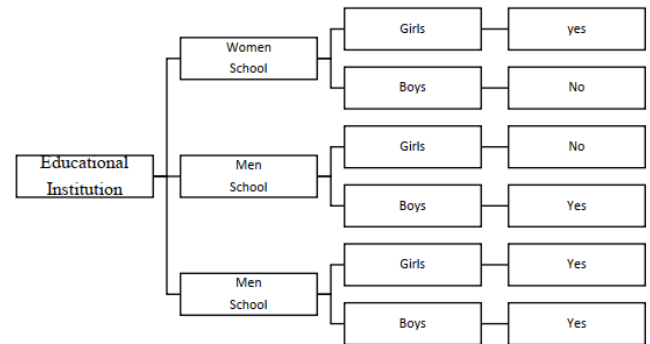 Educational
Institution
Women
School
Girls
yes
Boys
No
Men
School
Girls
No
Boys
Yes
Men
School
Girls
Yes
Boys
Yes